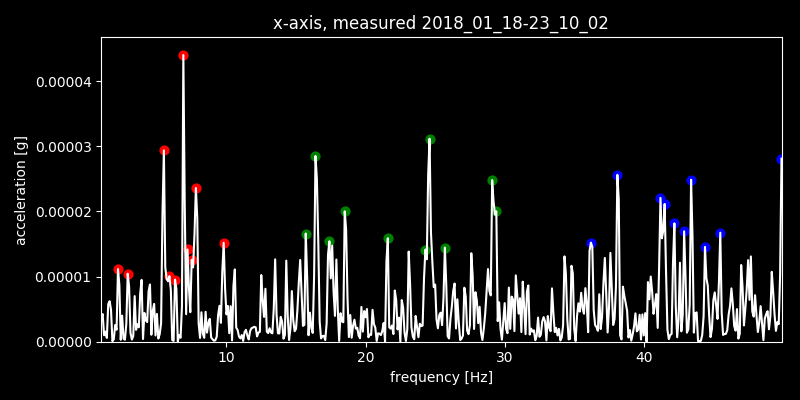 x-axis, measured 2018_01_18-23_10_02
acceleration [g]
0.00004
0.00003
0.00002
0.00001
0.00000
10 20 30 40
frequency [Hz]